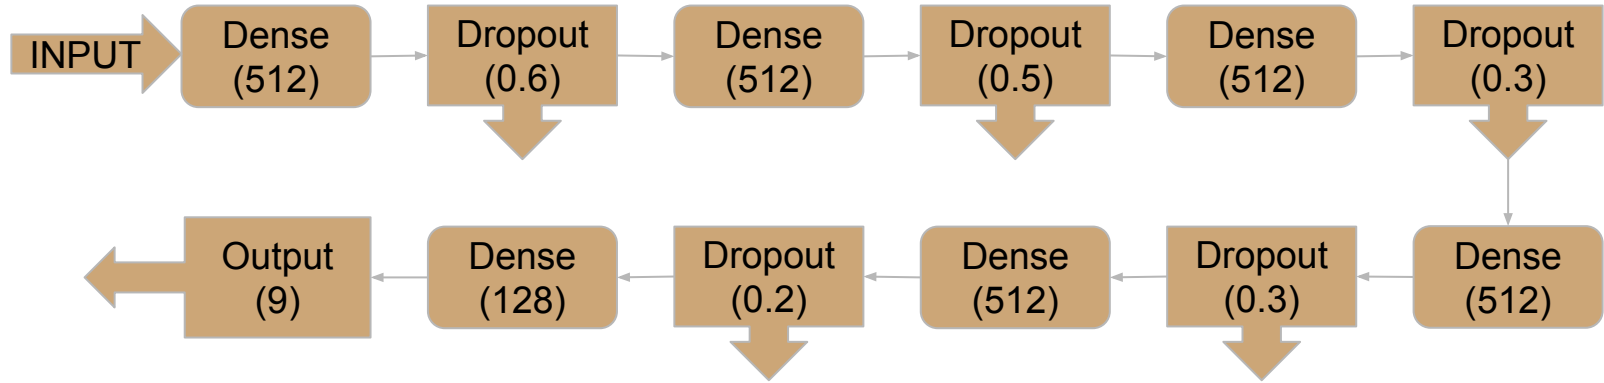 INPUT
Dense
(512)
Dropout
(0.6)
Dense
(512)
Dropout
(0.5)
Dense
(512)
Dropout
(0.3)
Dense
(512)
Dropout
(0.3)
Dense
(512)
Dropout
(0.2)
Dense
(128)
Output
(9)